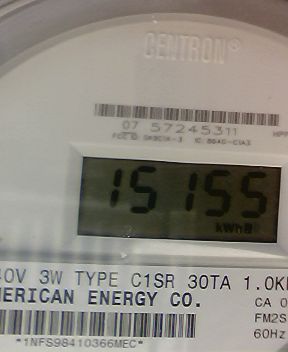 CENTRON®
07 57245311
15155
kWh
40V 3W TYPE C1SR 30TA 1.0K
MERICAN ENERGY CO.
CA 0
FM2S
60Hz
*1NFS98410366MEC*